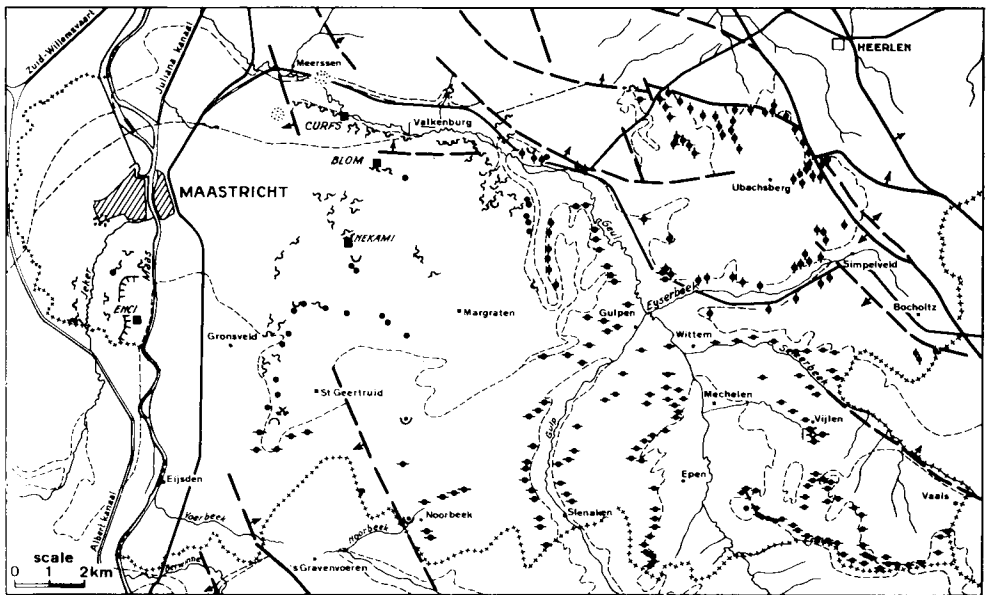 Zuid-Willemsvaart
Juliana kanaal
Meerssen
HEERLEN
CURFS
Valkenburg
BLOM
Ubachsberg
MAASTRICHT
NEKAMI
Geul
Maas
Jeker
Simpelveld
Eyserbeek
ENCI
Margraten
Gulpen
Bocholtz
Gronsveld
Wittem
Selzerbeek
St Geertruid
Mechelen
Vijlen
Gulp
Eijsden
Epen
Vaals
Albert kanaal
Voerbeek
Noorbeek
Noorbeek
Slenaken
scale
0 1 2km
's Gravenvoeren